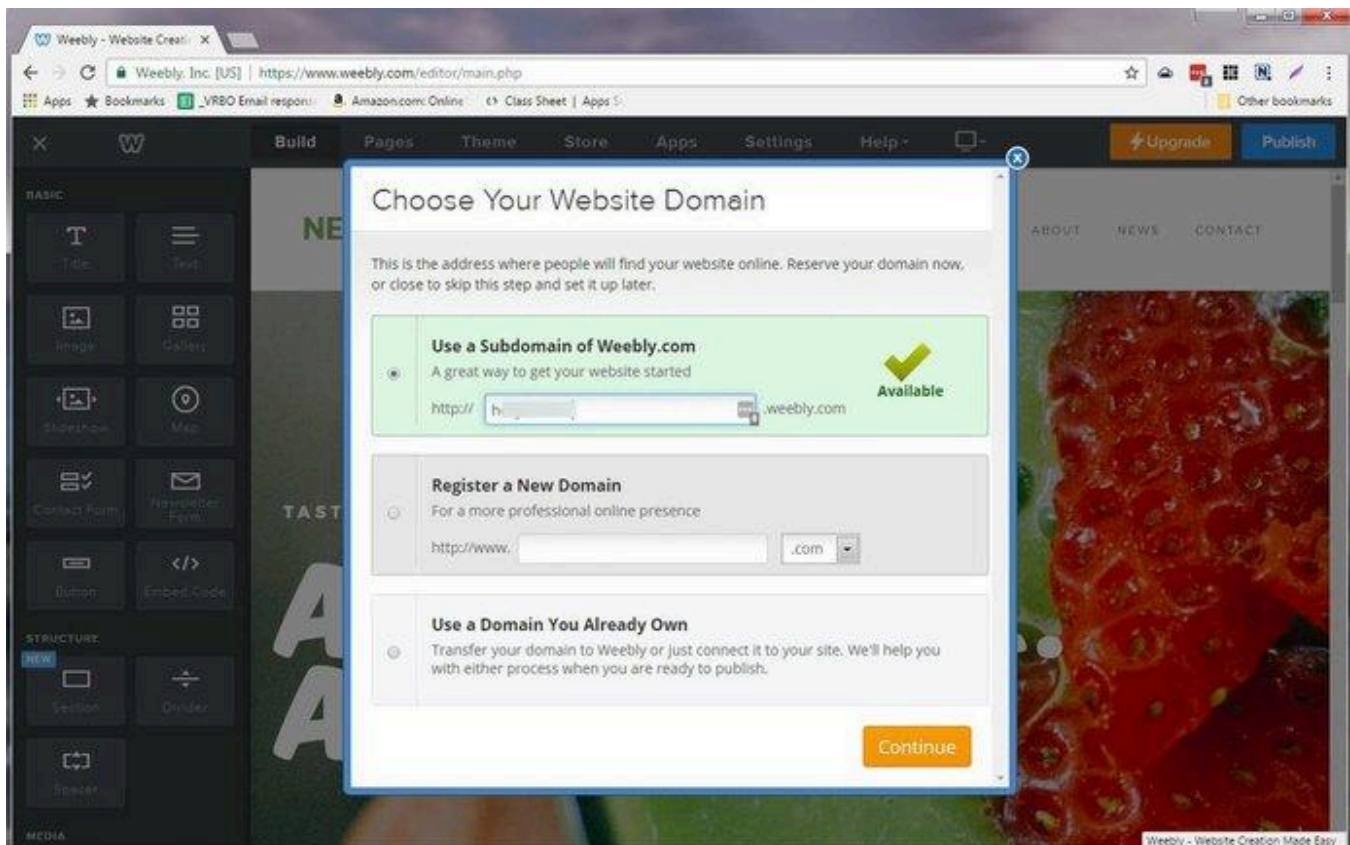 Weebly - Website Creati
Weebly, Inc. [US] https://www.weebly.com/editor/main.php
Apps Bookmarks _VRBO Email respons Amazon.com: Online Class Sheet | Apps S Other bookmarks
Build Pages Theme Store Apps Settings Help Upgrade Publish
BASIC
Title Text
Image Gallery
Slideshow Map
Contact Form Newsletter Form
Button Embed Code
STRUCTURE
NEW
Section Divider
Spacer
MEDIA
NE
ABOUT NEWS CONTACT
TAST
A
A
Choose Your Website Domain
This is the address where people will find your website online. Reserve your domain now,
or close to skip this step and set it up later.
Use a Subdomain of Weebly.com
A great way to get your website started
http:// .weebly.com
Available
Register a New Domain
For a more professional online presence
http://www. .com
Use a Domain You Already Own
Transfer your domain to Weebly or just connect it to your site. We'll help you
with either process when you are ready to publish.
Continue
Weebly - Website Creation Made Easy